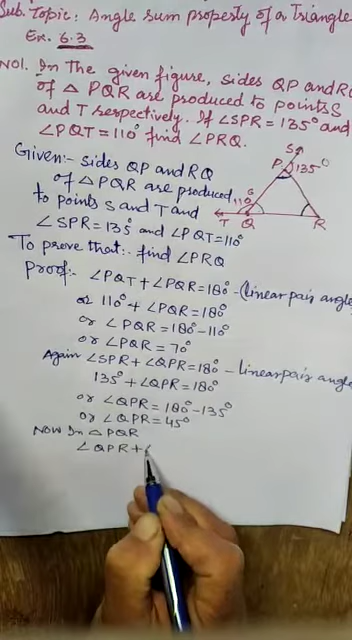 Sub. Topic: Angle sum property of a Triangle
Ex. 6.3
No1. In the given figure, sides QP and RQ
of △ PQR are produced to points S
and T respectively. If ∠SPR = 135° and
∠PQT = 110° find ∠PRQ.
S
P 135°
110°
T Q R
Given:- sides QP and RQ
of △PQR are produced
to points S and T and
∠SPR = 135° and ∠PQT = 110°
To prove that:- find ∠PRQ
Proof:- ∠PQT + ∠PQR = 180° - (linear pair angle
or 110° + ∠PQR = 180°
or ∠PQR = 180° - 110°
or ∠PQR = 70°
Again ∠SPR + ∠QPR = 180° - linear pair angle
135° + ∠QPR = 180°
or ∠QPR = 180° - 135°
or ∠QPR = 45°
Now In △PQR
∠QPR + ∠